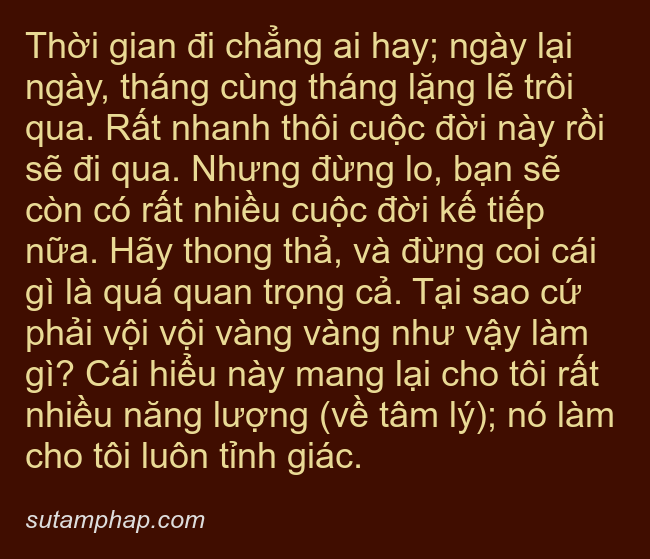 Thời gian đi chẳng ai hay; ngày lại
ngày, tháng cùng tháng lặng lẽ trôi
qua. Rất nhanh thôi cuộc đời này rồi
sẽ đi qua. Nhưng đừng lo, bạn sẽ
còn có rất nhiều cuộc đời kế tiếp
nữa. Hãy thong thả, và đừng coi cái
gì là quá quan trọng cả. Tại sao cứ
phải vội vội vàng vàng như vậy làm
gì? Cái hiểu này mang lại cho tôi rất
nhiều năng lượng (về tâm lý); nó làm
cho tôi luôn tỉnh giác.
sutamphap.com